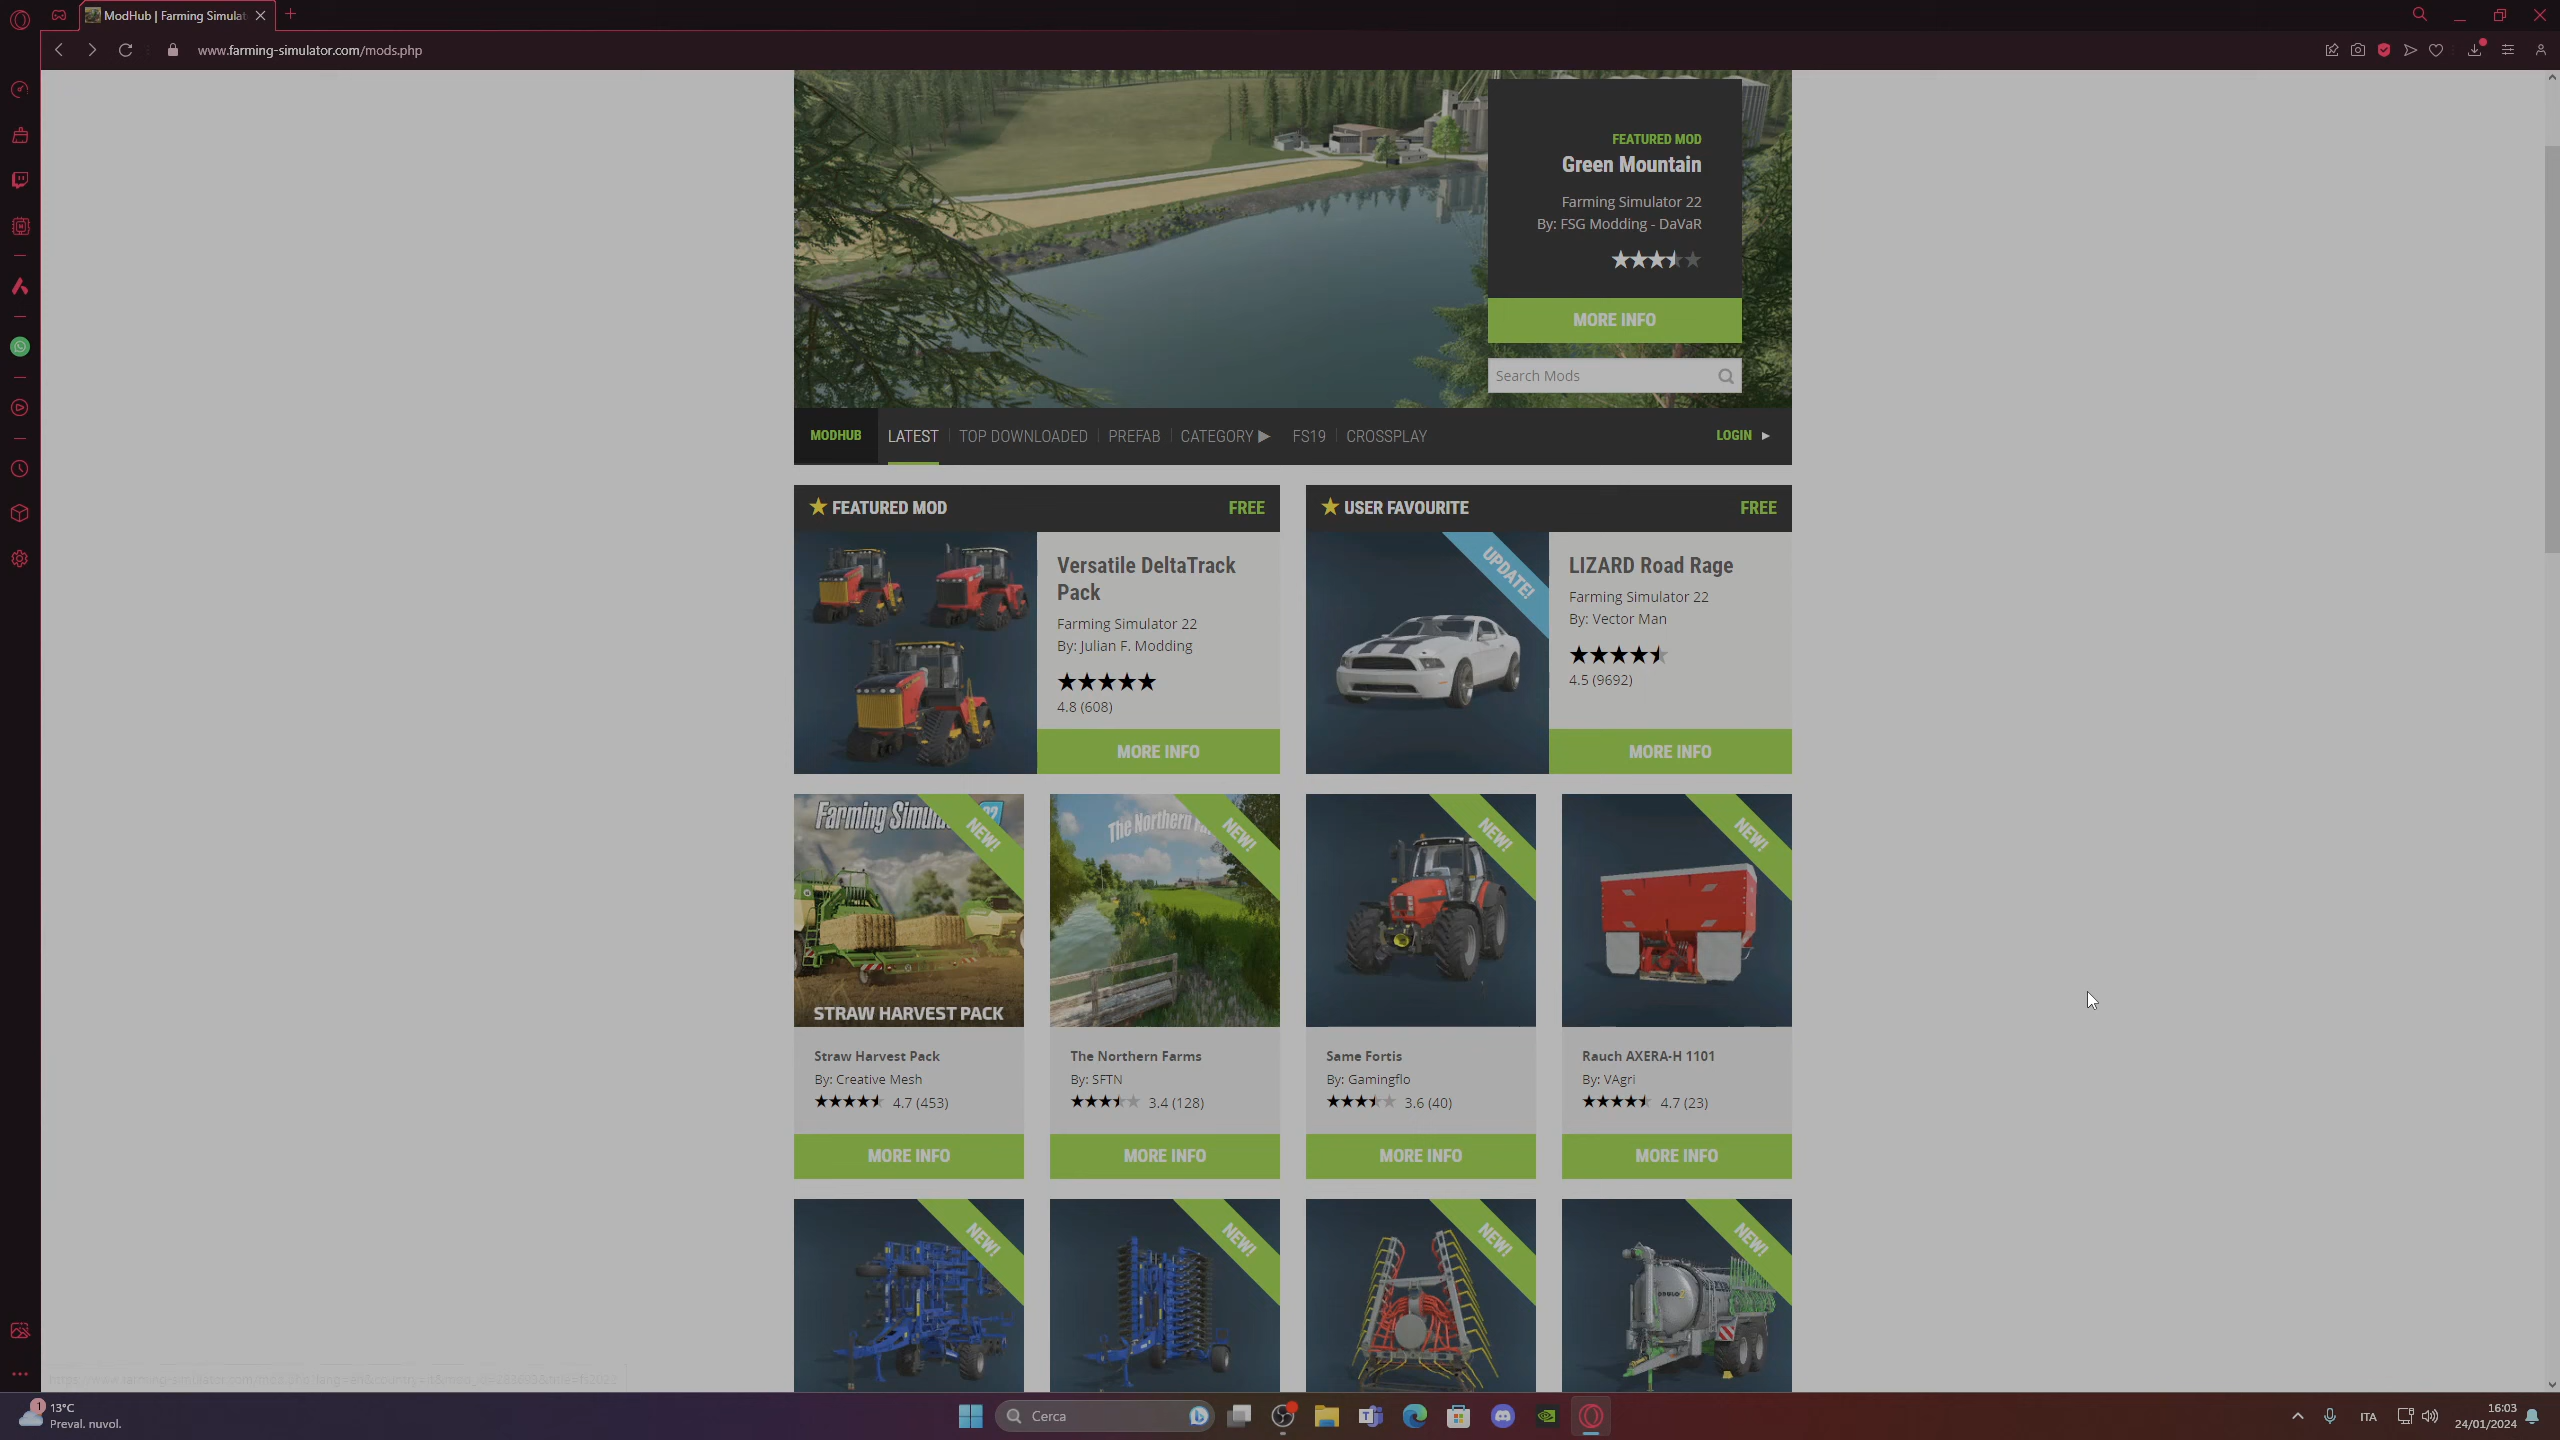 ModHub | Farming Simulat
www.farming-simulator.com/mods.php
FEATURED MOD
Green Mountain
Farming Simulator 22
By: FSG Modding - DaVaR
MORE INFO
Search Mods
MODHUB
LATEST
TOP DOWNLOADED
PREFAB
CATEGORY
FS19
CROSSPLAY
LOGIN
FEATURED MOD
FREE
Versatile DeltaTrack
Pack
Farming Simulator 22
By: Julian F. Modding
4.8 (608)
MORE INFO
USER FAVOURITE
FREE
UPDATE!
LIZARD Road Rage
Farming Simulator 22
By: Vector Man
4.5 (9692)
MORE INFO
NEW!
STRAW HARVEST PACK
Straw Harvest Pack
By: Creative Mesh
4.7 (453)
MORE INFO
The Northern
NEW!
The Northern Farms
By: SFTN
3.4 (128)
MORE INFO
NEW!
Same Fortis
By: Gamingflo
3.6 (40)
MORE INFO
NEW!
Rauch AXERA-H 1101
By: VAgri
4.7 (23)
MORE INFO
NEW!
NEW!
NEW!
NEW!
1
13°C
Preval. nuvol.
Cerca
ITA
16:03
24/01/2024